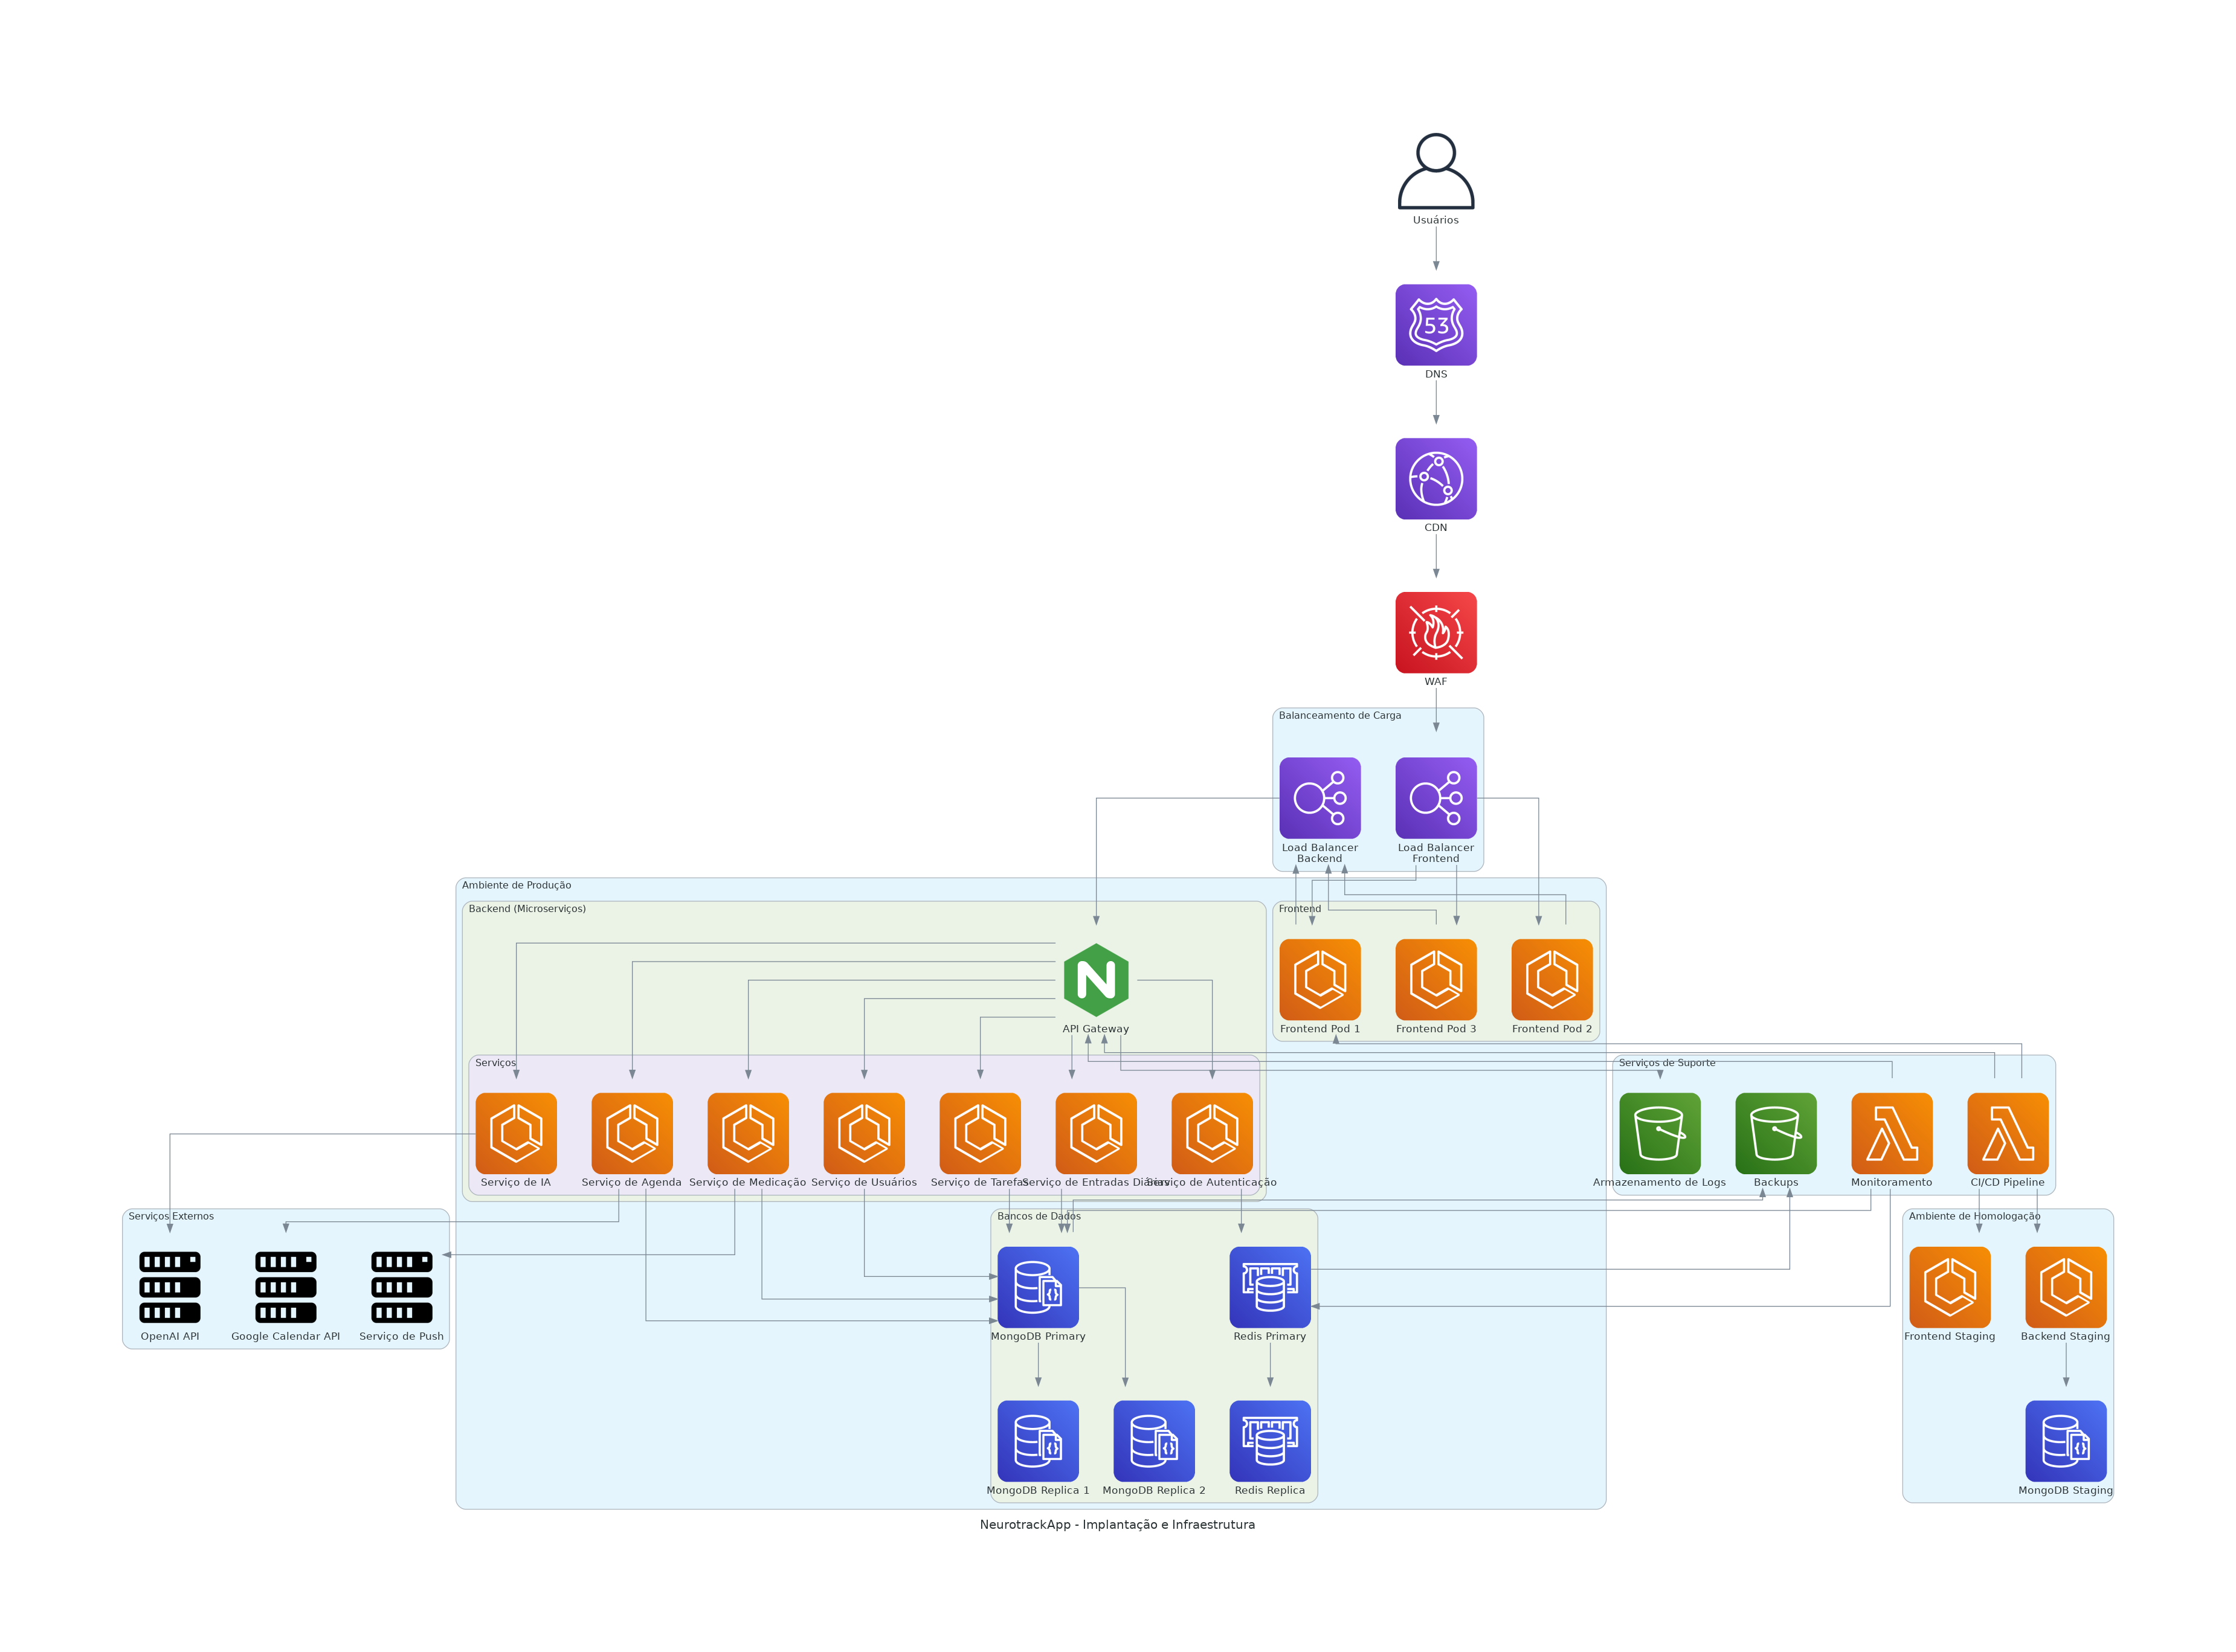 Usuários
53
DNS
CDN
WAF
Balanceamento de Carga
Load Balancer
Backend
Load Balancer
Frontend
Ambiente de Produção
Backend (Microserviços)
Frontend
N
API Gateway
Frontend Pod 1
Frontend Pod 3
Frontend Pod 2
Serviços
Serviços de Suporte
Serviço de IA
Serviço de Agenda
Serviço de Medicação
Serviço de Usuários
Serviço de Tarefas
Serviço de Entradas Diárias
Serviço de Autenticação
Armazenamento de Logs
Backups
Monitoramento
CI/CD Pipeline
Serviços Externos
Bancos de Dados
Ambiente de Homologação
OpenAI API
Google Calendar API
Serviço de Push
MongoDB Primary
Redis Primary
Frontend Staging
Backend Staging
MongoDB Replica 1
MongoDB Replica 2
Redis Replica
MongoDB Staging
NeurotrackApp - Implantação e Infraestrutura